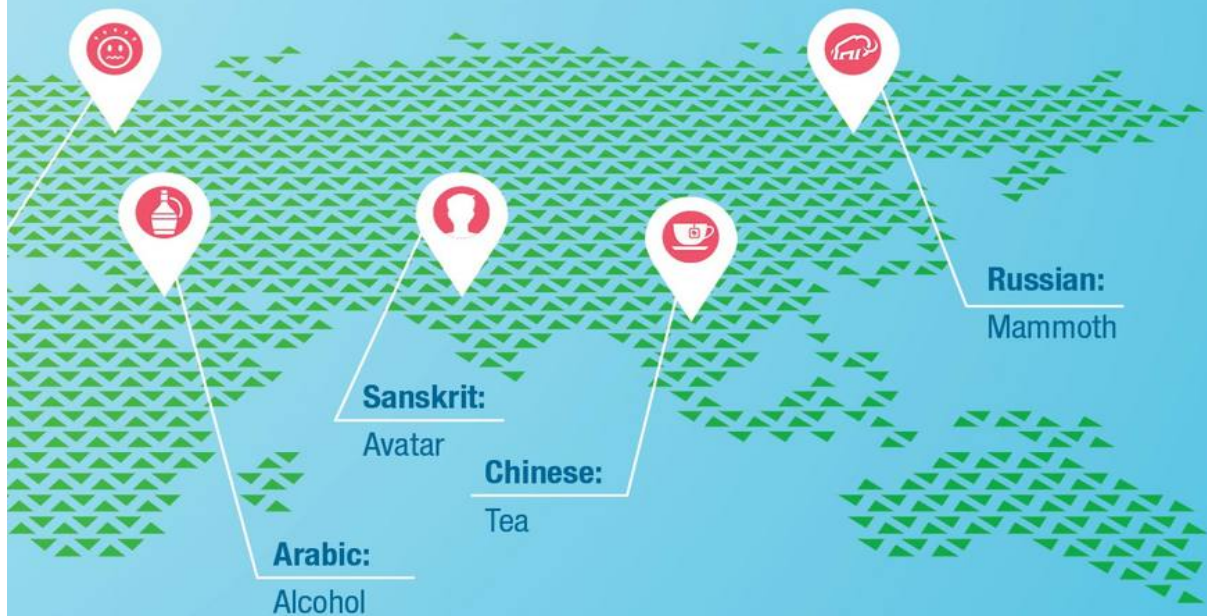 Russian:
Mammoth
Sanskrit:
Avatar
Chinese:
Tea
Arabic:
Alcohol